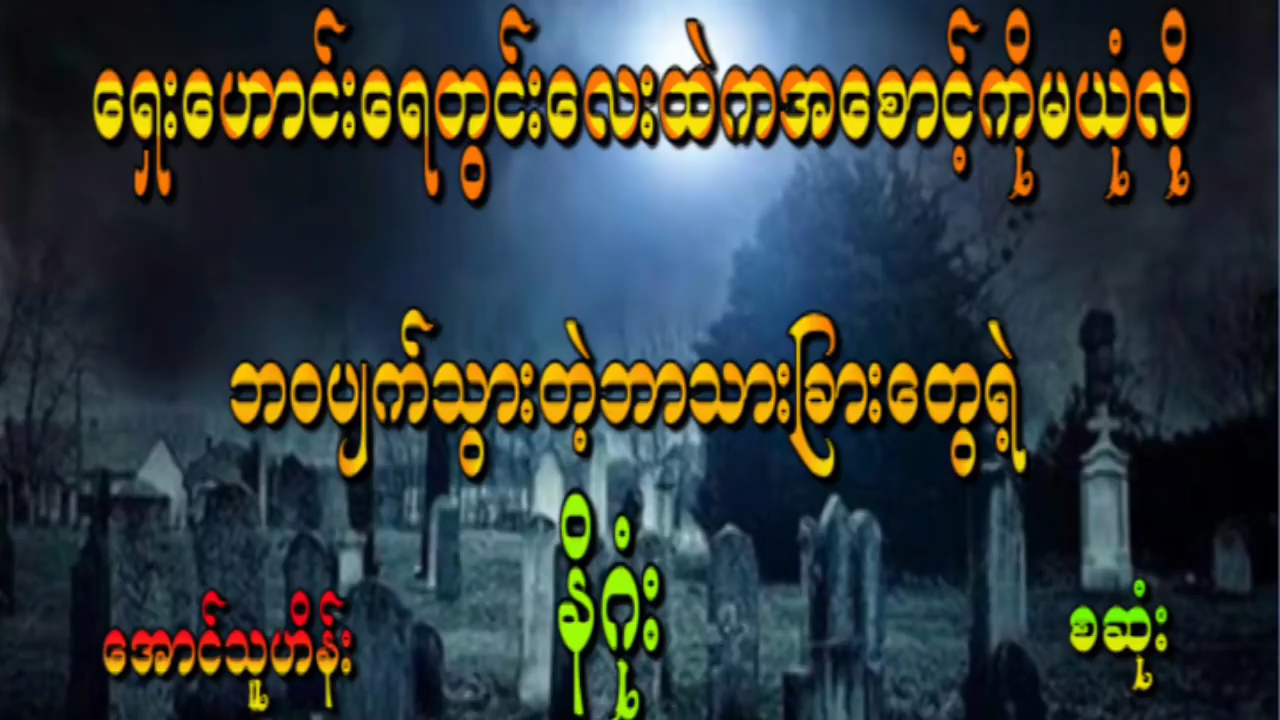 ရှေးဟောင်းရေတွင်းလေးထဲကအစောင့်ကိုမယုံလို့
ဘဝပျက်သွားတဲ့ဘာသားခြားတွေရဲ့
နိဂုံး
အောင်သူဟိန်း
စဆုံး